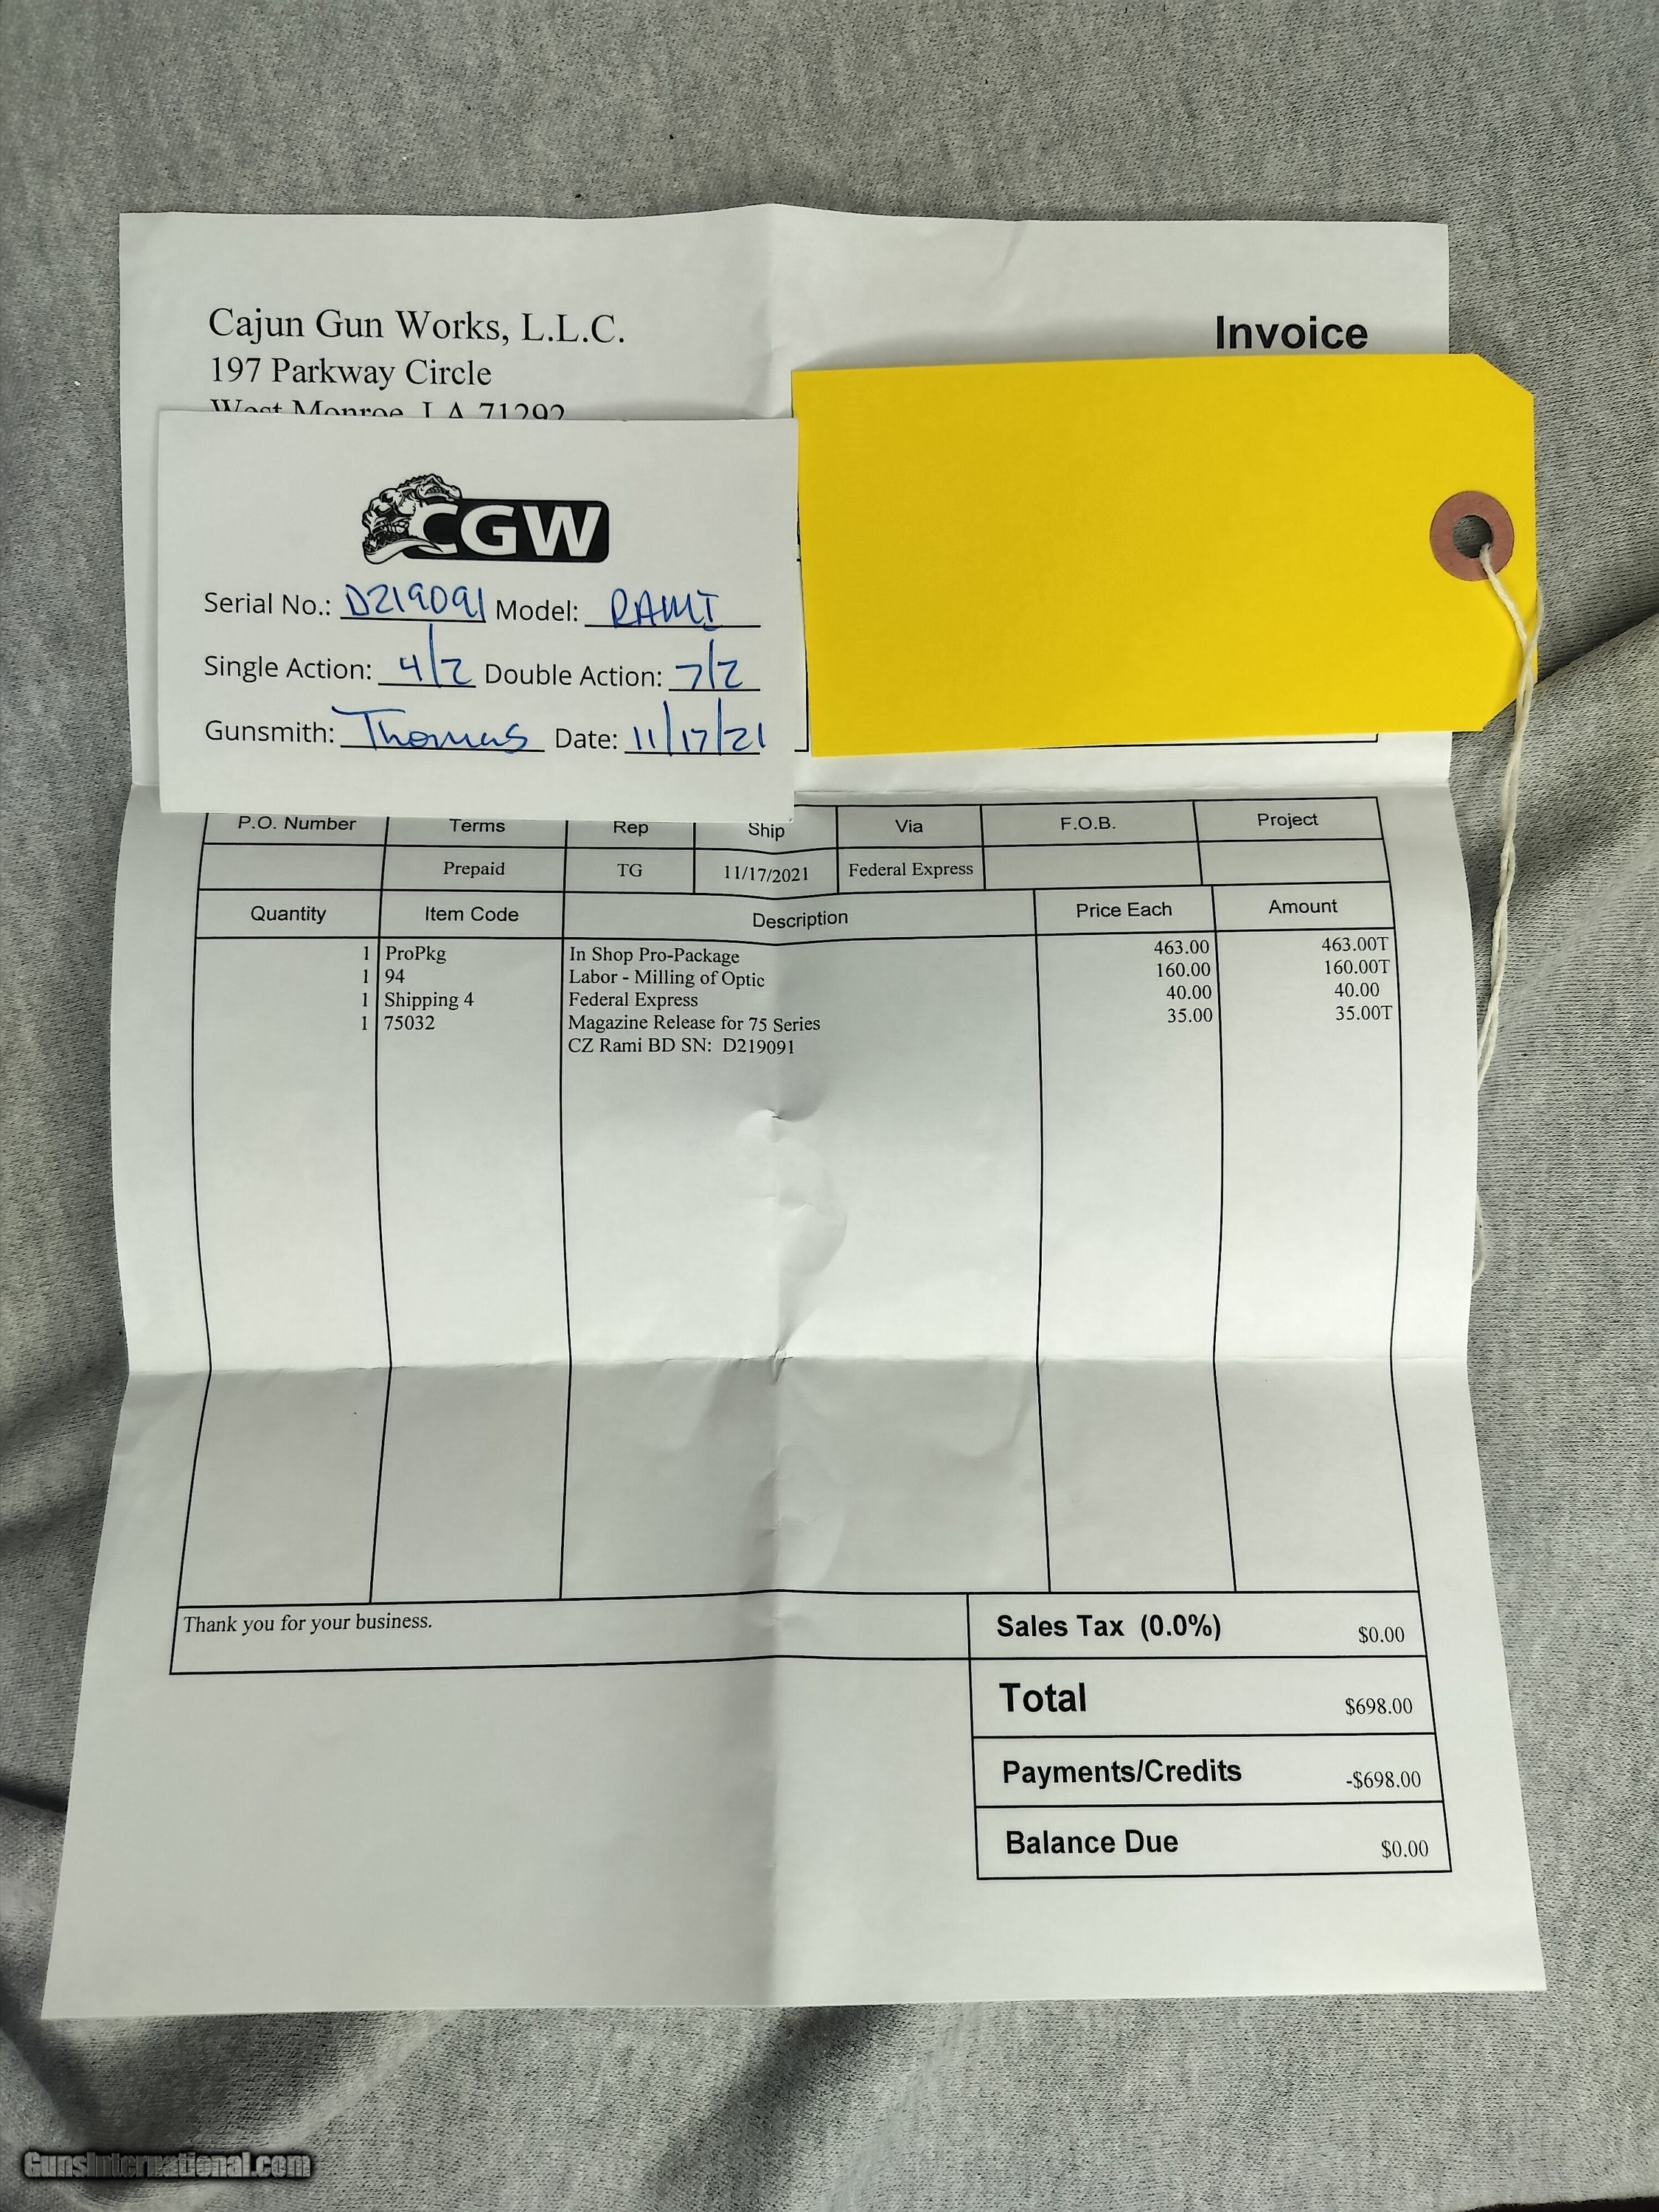 Cajun Gun Works, L.L.C.
Invoice
197 Parkway Circle
West Monroe, LA 71292
CGW
Serial No.: D219091 Model: RAMI
Single Action: 4/2 Double Action: 7/2
Gunsmith: Thomas Date: 11/17/21
P.O. Number Terms Rep Ship Via F.O.B. Project
Prepaid TG 11/17/2021 Federal Express
Quantity Item Code Description Price Each Amount
1 ProPkg In Shop Pro-Package 463.00 463.00T
1 94 Labor - Milling of Optic 160.00 160.00T
1 Shipping 4 Federal Express 40.00 40.00
1 75032 Magazine Release for 75 Series 35.00 35.00T
CZ Rami BD SN: D219091
Thank you for your business.
Sales Tax (0.0%) $0.00
Total $698.00
Payments/Credits -$698.00
Balance Due $0.00
GunsInternational.com